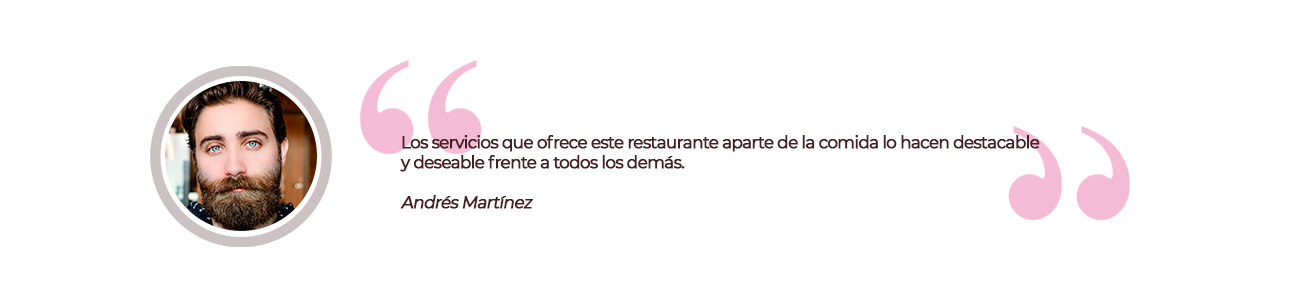 Los servicios que ofrece este restaurante aparte de la comida lo hacen destacable
y deseable frente a todos los demás.
Andrés Martínez